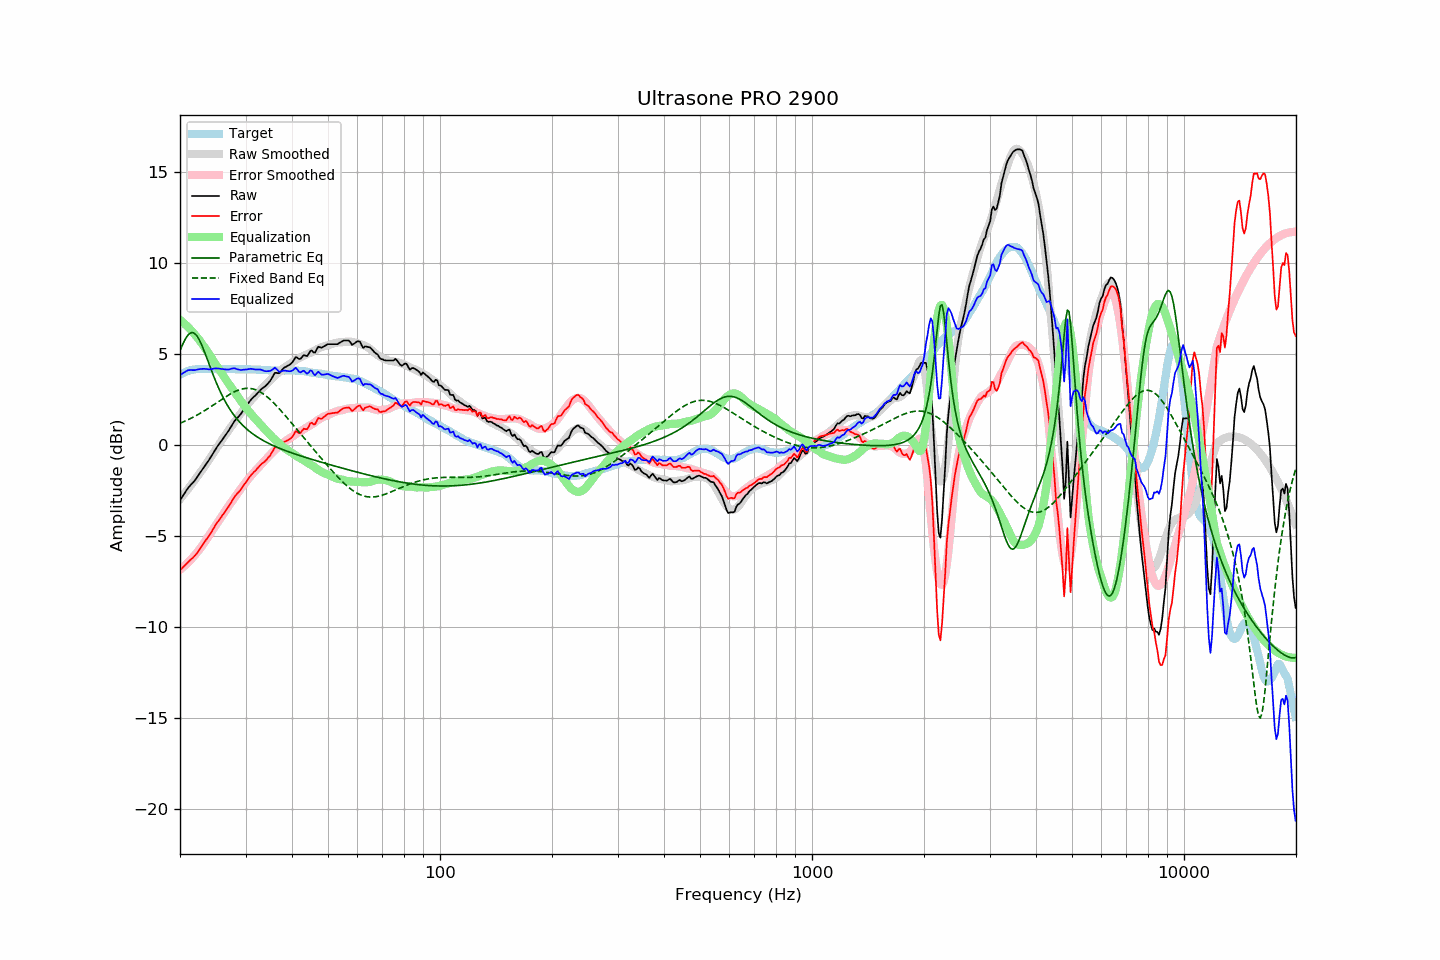 Ultrasone PRO 2900
Target
Raw Smoothed
Error Smoothed
Raw
Error
Equalization
Parametric Eq
Fixed Band Eq
Equalized
15
10
5
0
−5
−10
−15
−20
Amplitude (dBr)
100
1000
10000
Frequency (Hz)